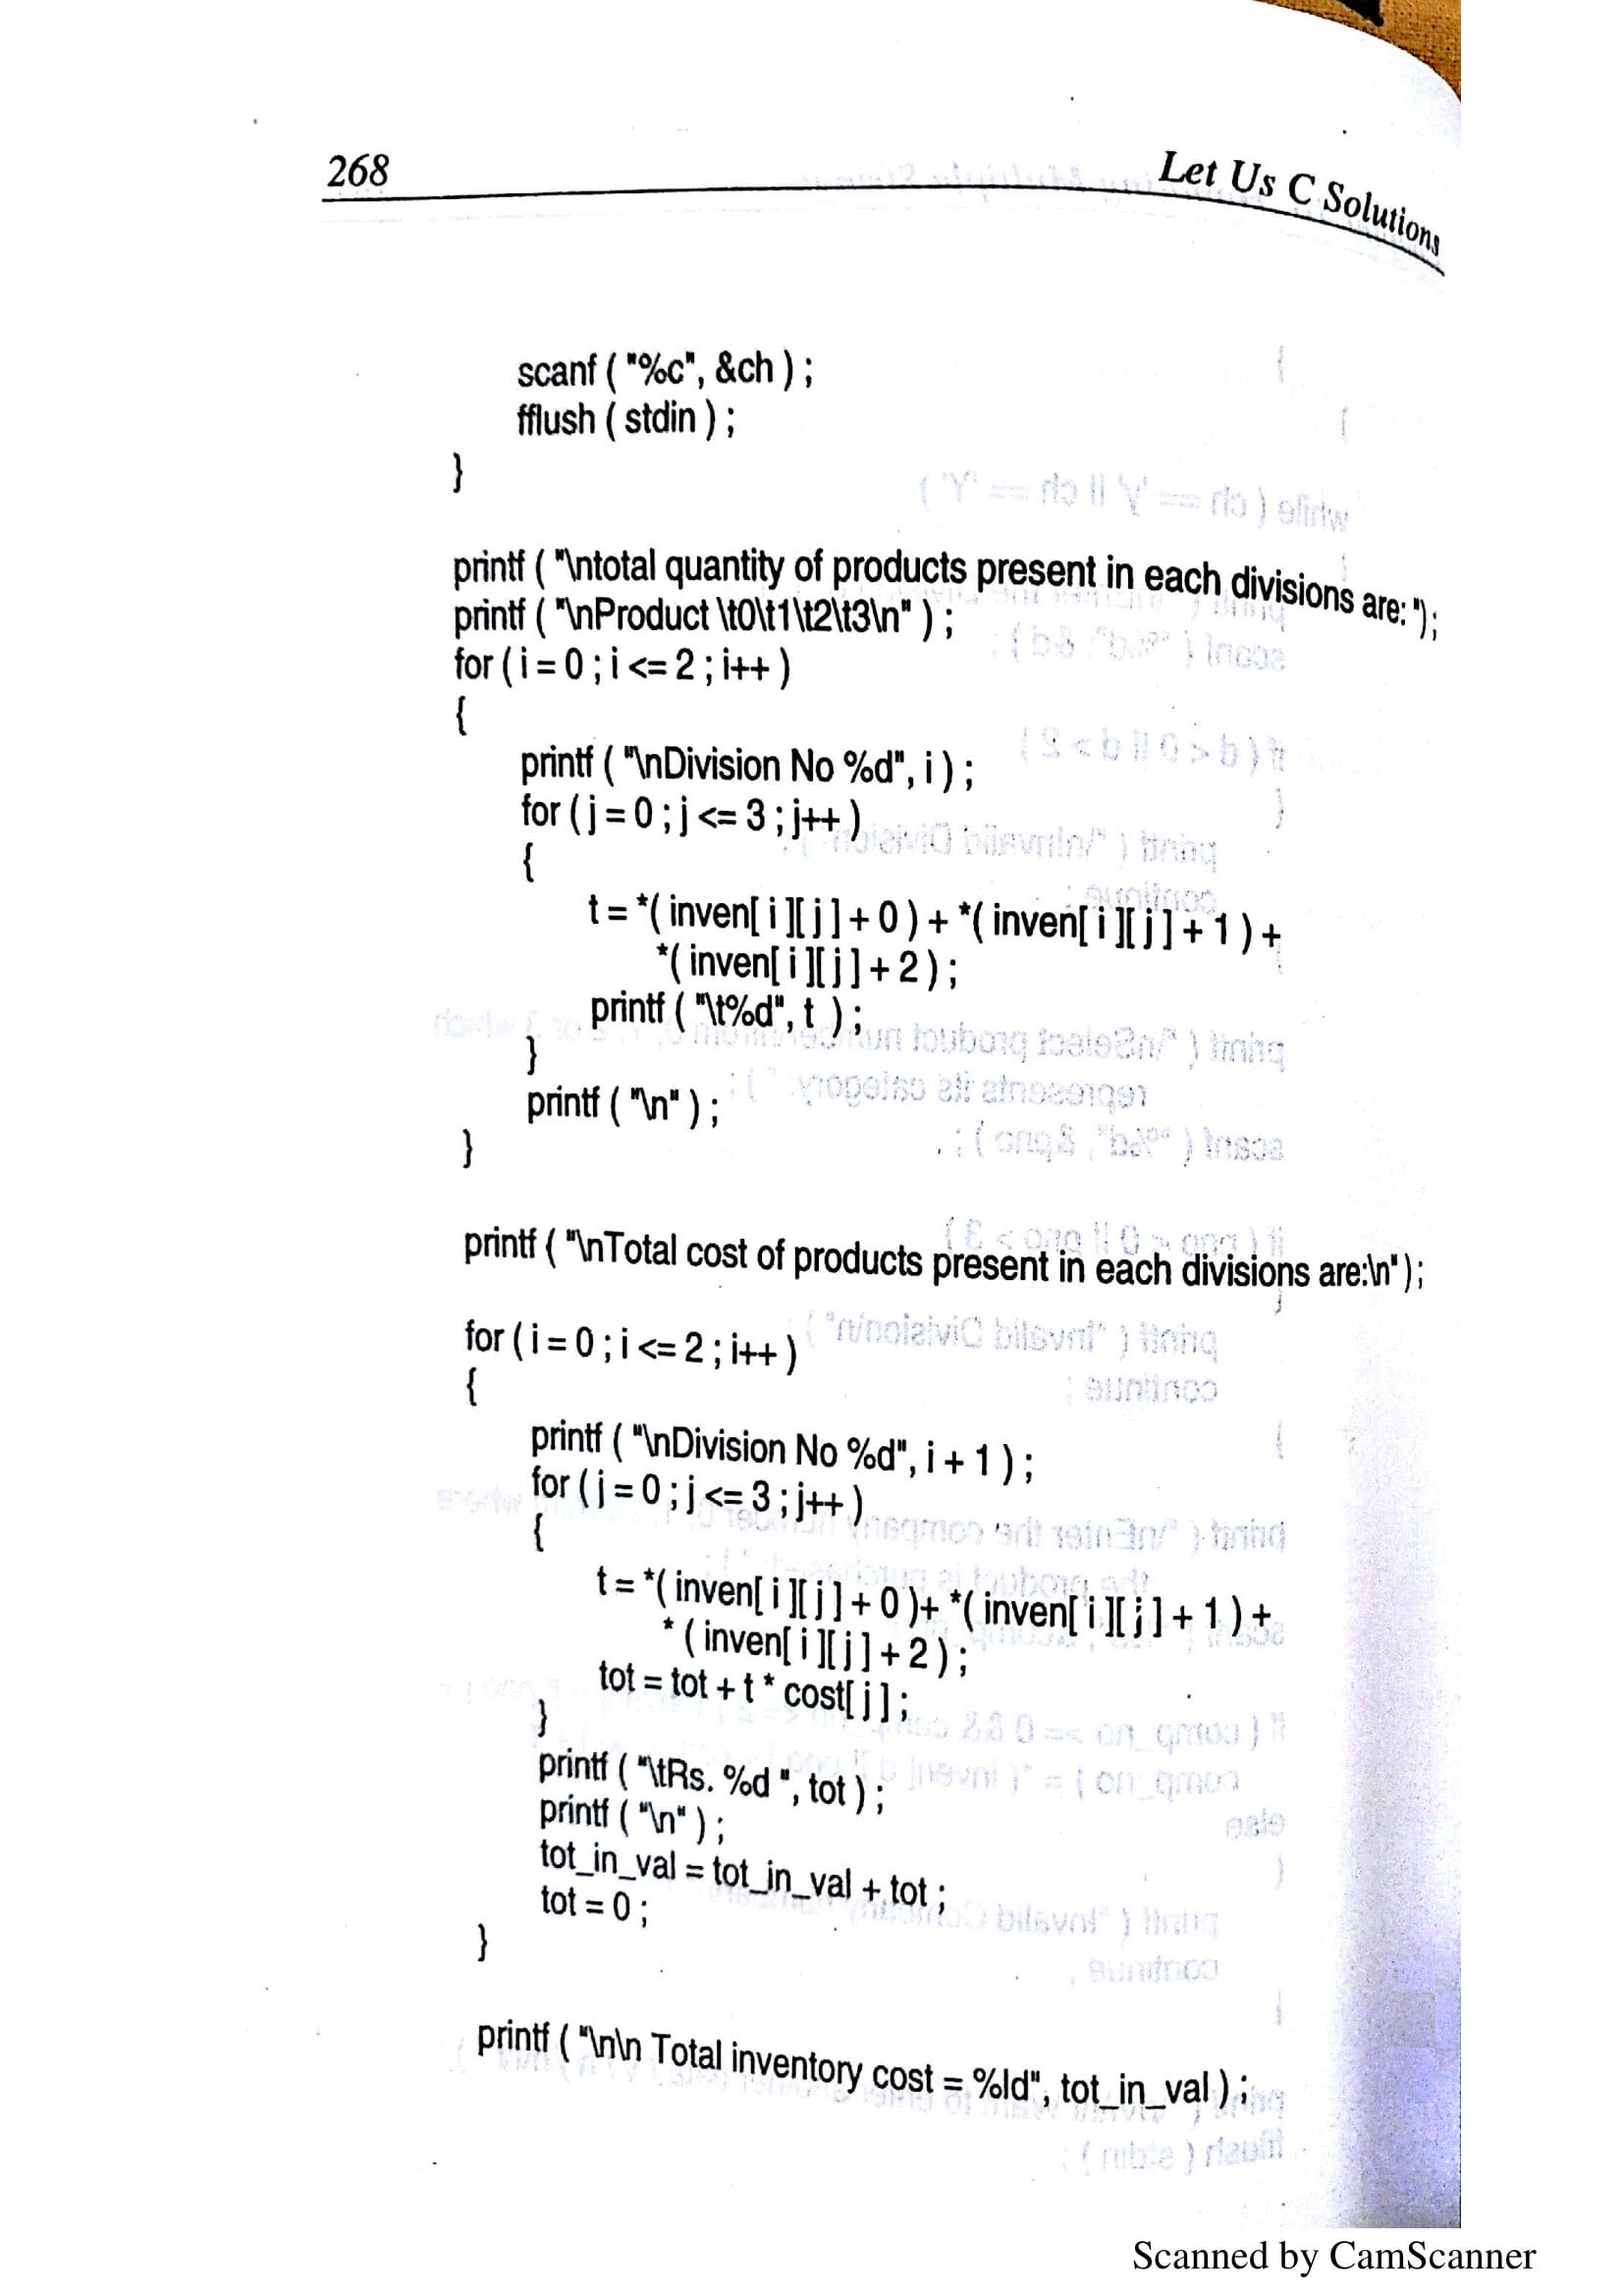 268
Let Us C Solutions
scanf ( "%c", &ch ) ;
fflush ( stdin ) ;
}
printf ( "\ntotal quantity of products present in each divisions are: ");
printf ( "\nProduct \t0\t1\t2\t3\n" ) ;
for ( i = 0 ; i <= 2 ; i++ )
{
printf ( "\nDivision No %d", i ) ;
for ( j = 0 ; j <= 3 ; j++ )
{
t = *( inven[ i ][ j ] + 0 ) + *( inven[ i ][ j ] + 1 ) +
*( inven[ i ][ j ] + 2 ) ;
printf ( "\t%d", t ) ;
}
printf ( "\n" ) ;
}
printf ( "\nTotal cost of products present in each divisions are:\n" ) ;
for ( i = 0 ; i <= 2 ; i++ )
{
printf ( "\nDivision No %d", i + 1 ) ;
for ( j = 0 ; j <= 3 ; j++ )
{
t = *( inven[ i ][ j ] + 0 )+ *( inven[ i ][ j ] + 1 ) +
* ( inven[ i ][ j ] + 2 ) ;
tot = tot + t * cost[ j ] ;
}
printf ( "\tRs. %d ", tot ) ;
printf ( "\n" ) ;
tot_in_val = tot_in_val + tot ;
tot = 0 ;
}
printf ( "\n\n Total inventory cost = %ld", tot_in_val ) ;
Scanned by CamScanner